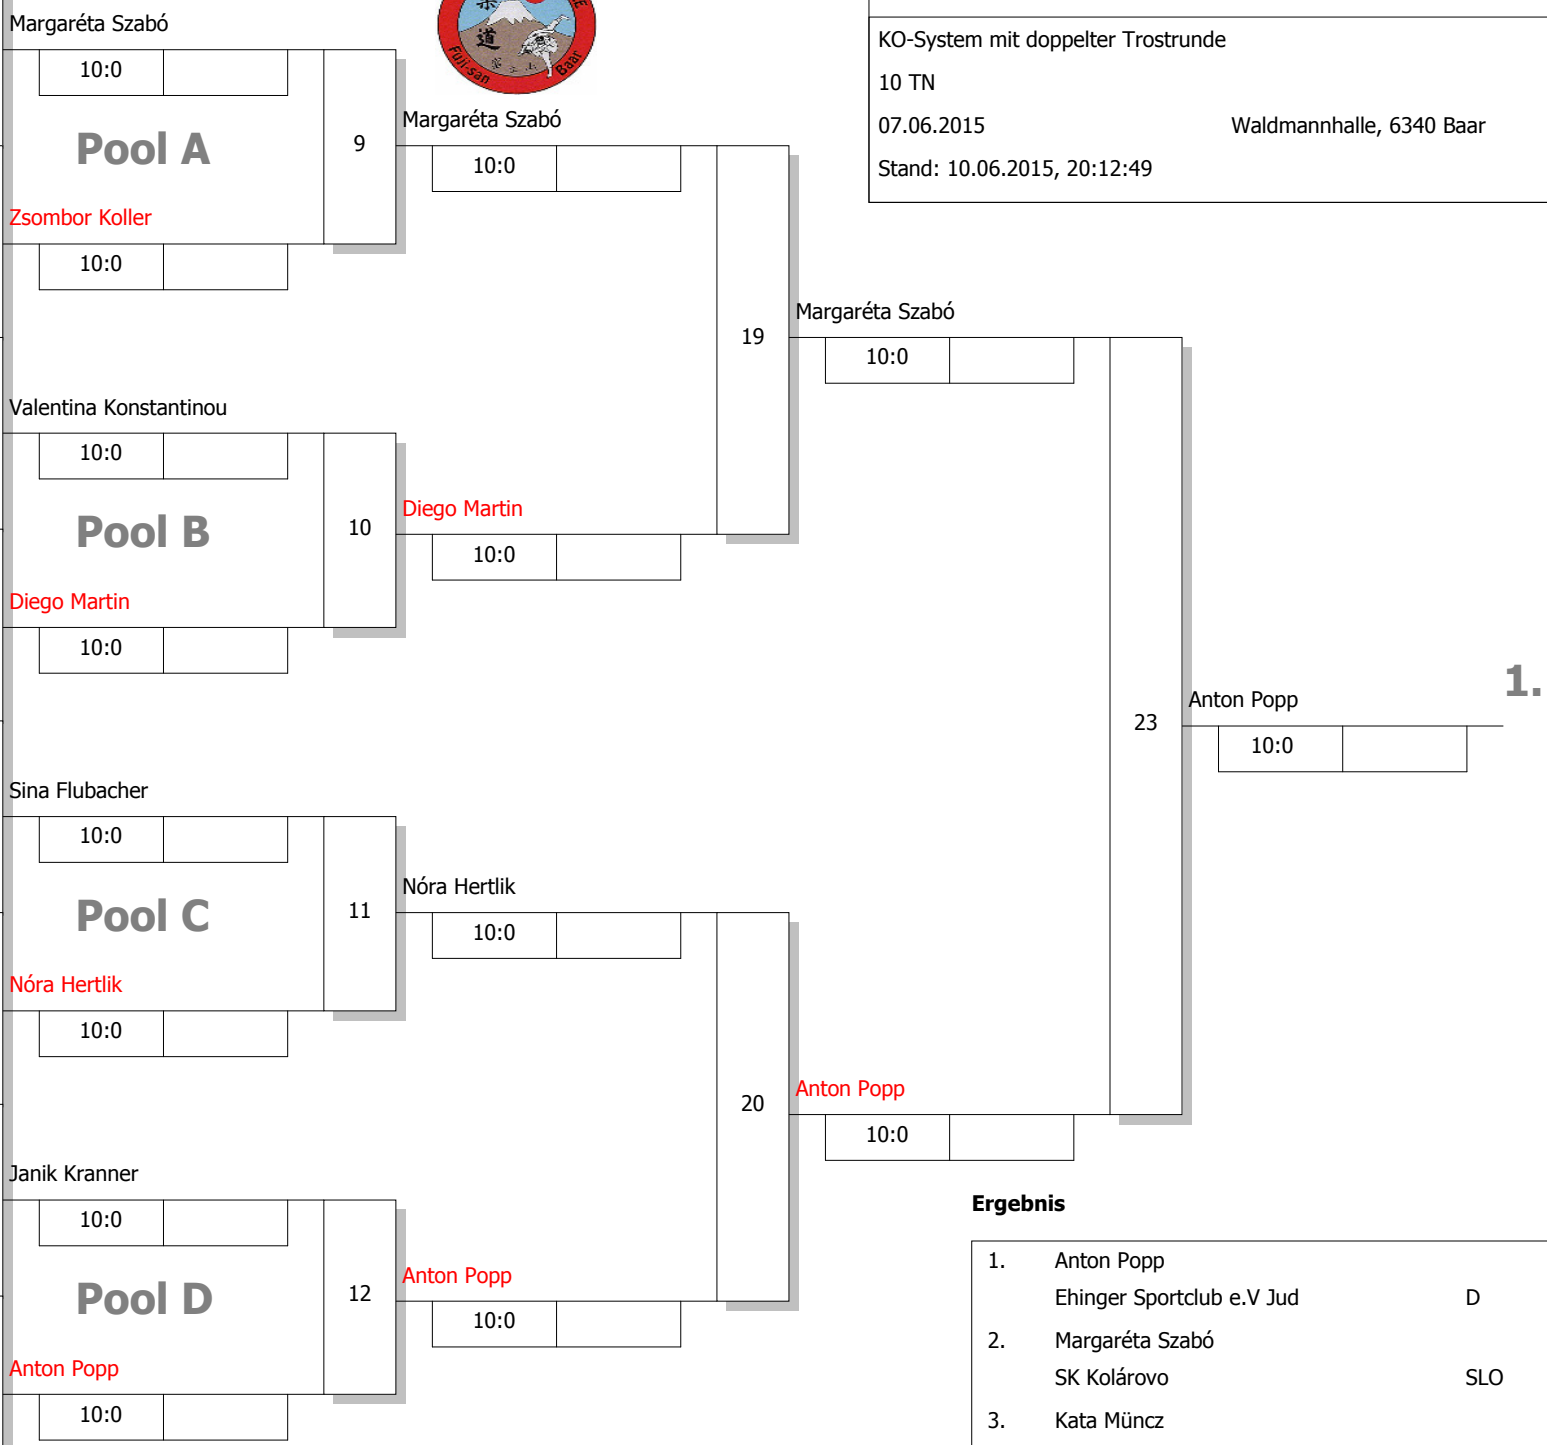 Margaréta Szabó
10:0
Pool A
9
Zsombor Koller
10:0
道
Fuji-san Baar
KO-System mit doppelter Trostrunde
10 TN
07.06.2015 Waldmannhalle, 6340 Baar
Stand: 10.06.2015, 20:12:49
Margaréta Szabó
10:0
19
Margaréta Szabó
10:0
Valentina Konstantinou
10:0
Pool B
10
Diego Martin
10:0
Diego Martin
10:0
1.
Anton Popp
23
10:0
Sina Flubacher
10:0
Pool C
11
Nóra Hertlik
10:0
Nóra Hertlik
10:0
20
Anton Popp
10:0
Janik Kranner
10:0
Pool D
12
Anton Popp
10:0
Anton Popp
10:0
Ergebnis
1. Anton Popp
Ehinger Sportclub e.V Jud D
2. Margaréta Szabó
SK Kolárovo SLO
3. Kata Müncz